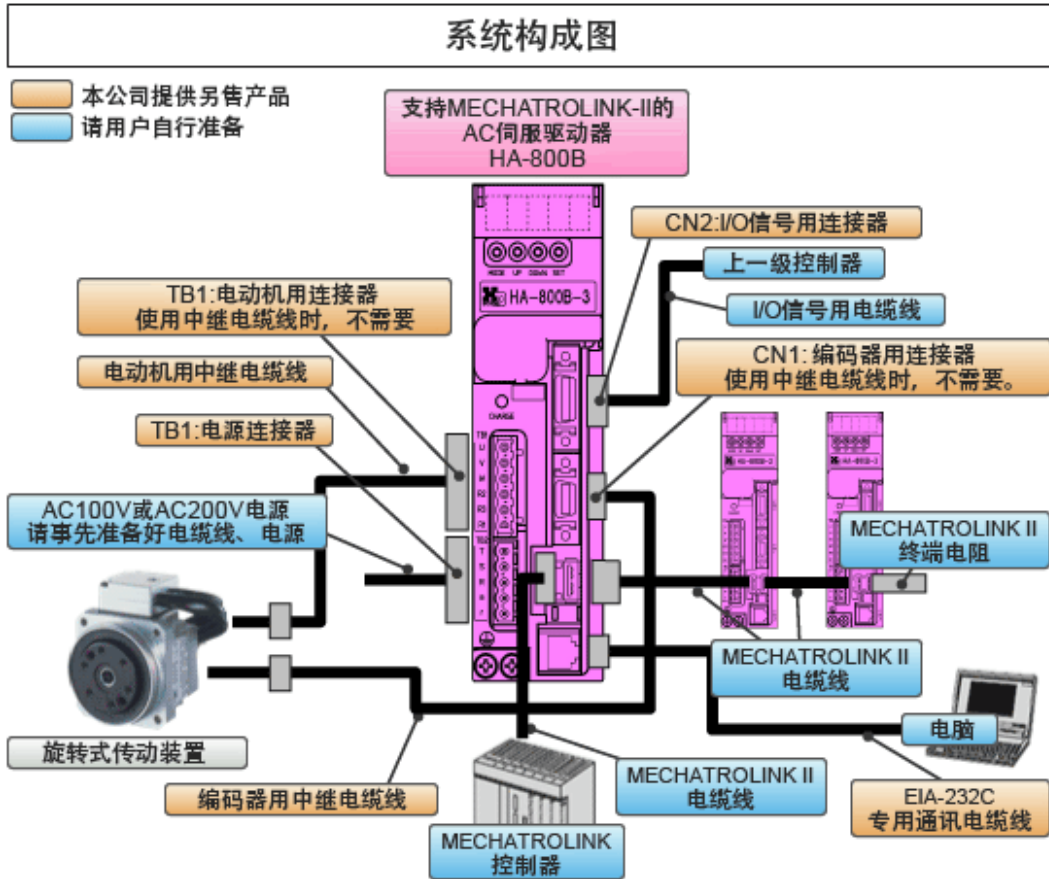 系统构成图
本公司提供另售产品
请用户自行准备
支持MECHATROLINK-II的
AC伺服驱动器
HA-800B
CN2:I/O信号用连接器
上一级控制器
I/O信号用电缆线
TB1:电动机用连接器
使用中继电缆线时，不需要
CN1:编码器用连接器
使用中继电缆线时，不需要。
电动机用中继电缆线
TB1:电源连接器
AC100V或AC200V电源
请事先准备好电缆线、电源
MODE UP DOWN SET
HA-800B-3
CHARGE
U
V
MECHATROLINK II
终端电阻
MECHATROLINK II
电缆线
旋转式传动装置
电脑
编码器用中继电缆线
MECHATROLINK II
电缆线
EIA-232C
专用通讯电缆线
MECHATROLINK
控制器